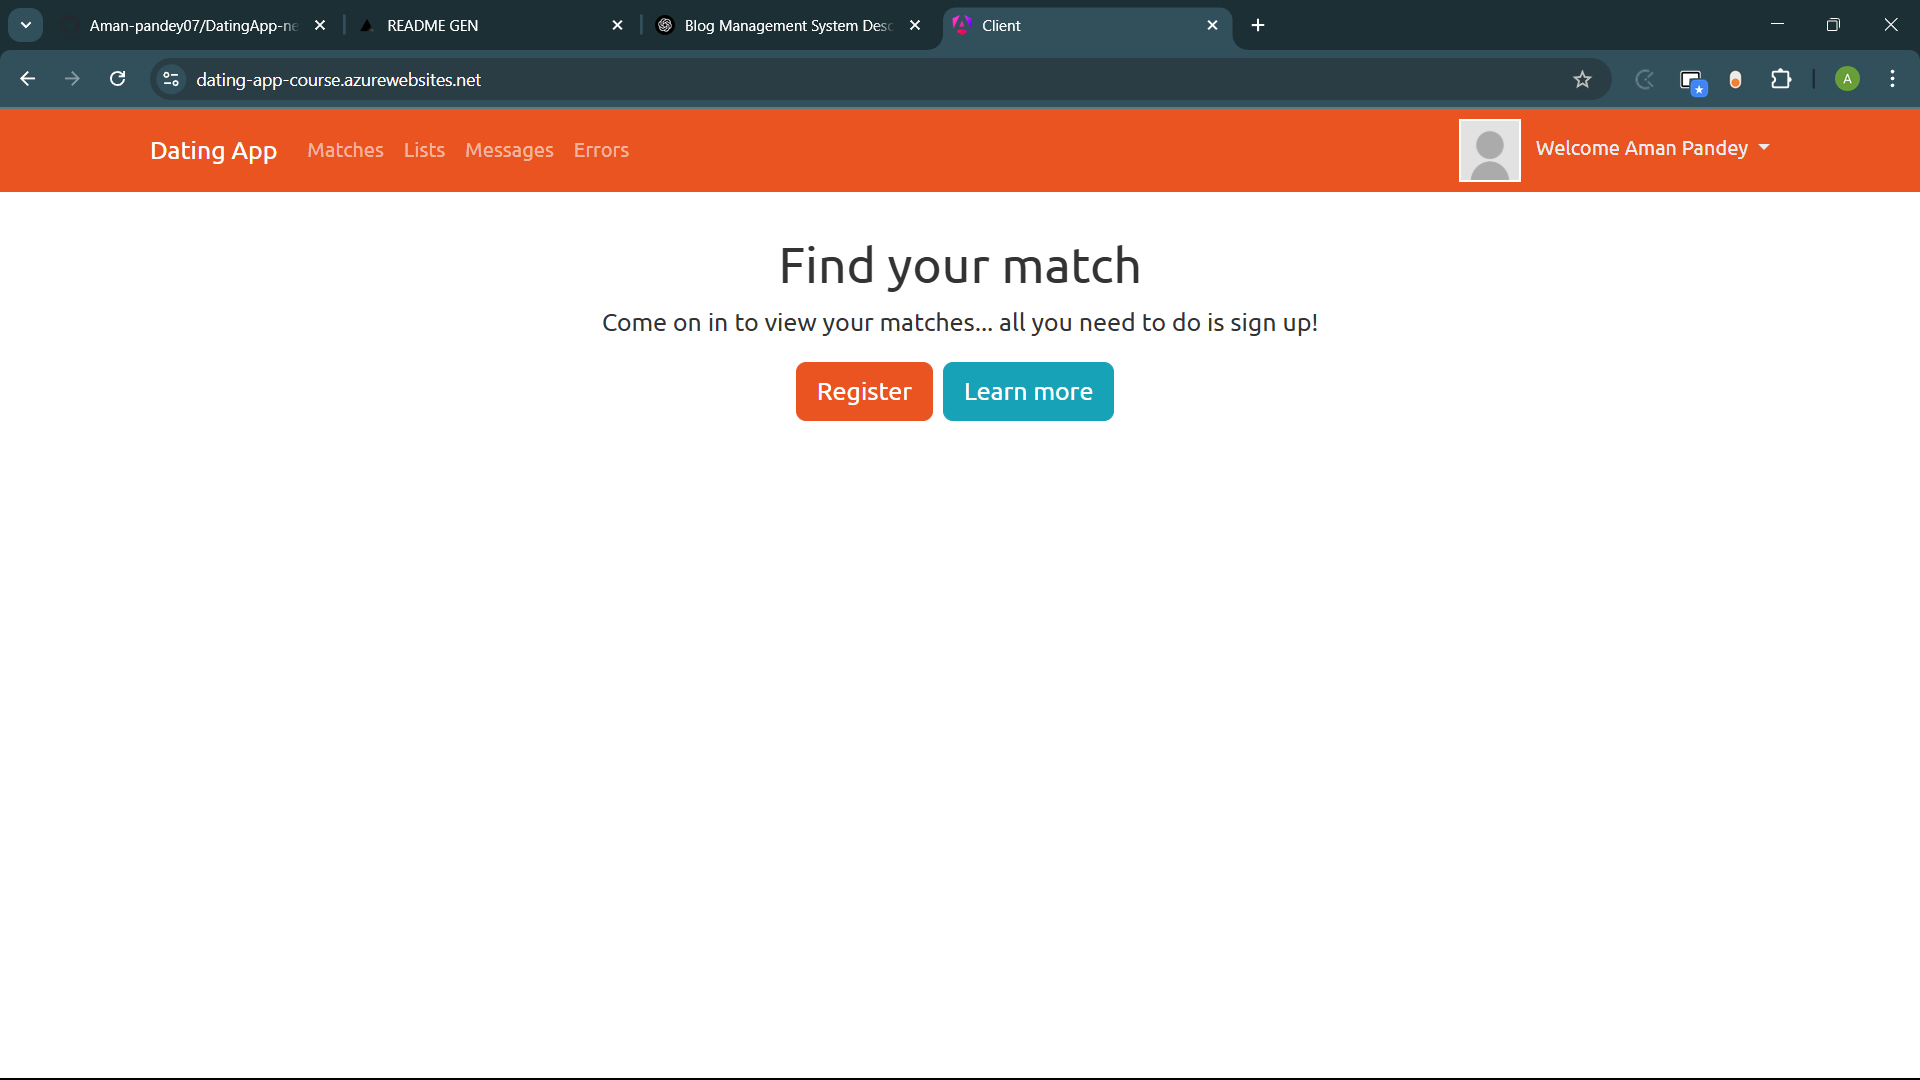 Aman-pandey07/DatingApp-ne
README GEN
Blog Management System Desc
Client
dating-app-course.azurewebsites.net
A
Dating App Matches Lists Messages Errors
Welcome Aman Pandey
Find your match
Come on in to view your matches... all you need to do is sign up!
Register Learn more